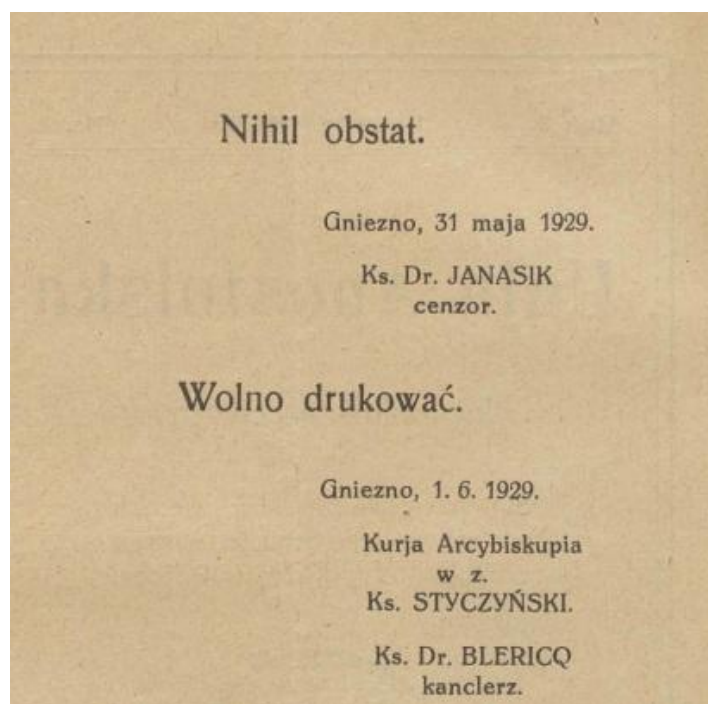 Nihil obstat.
Gniezno, 31 maja 1929.
Ks. Dr. JANASIK
cenzor.
Wolno drukować.
Gniezno, 1. 6. 1929.
Kurja Arcybiskupia
w z.
Ks. STYCZYŃSKI.
Ks. Dr. BLERICQ
kanclerz.